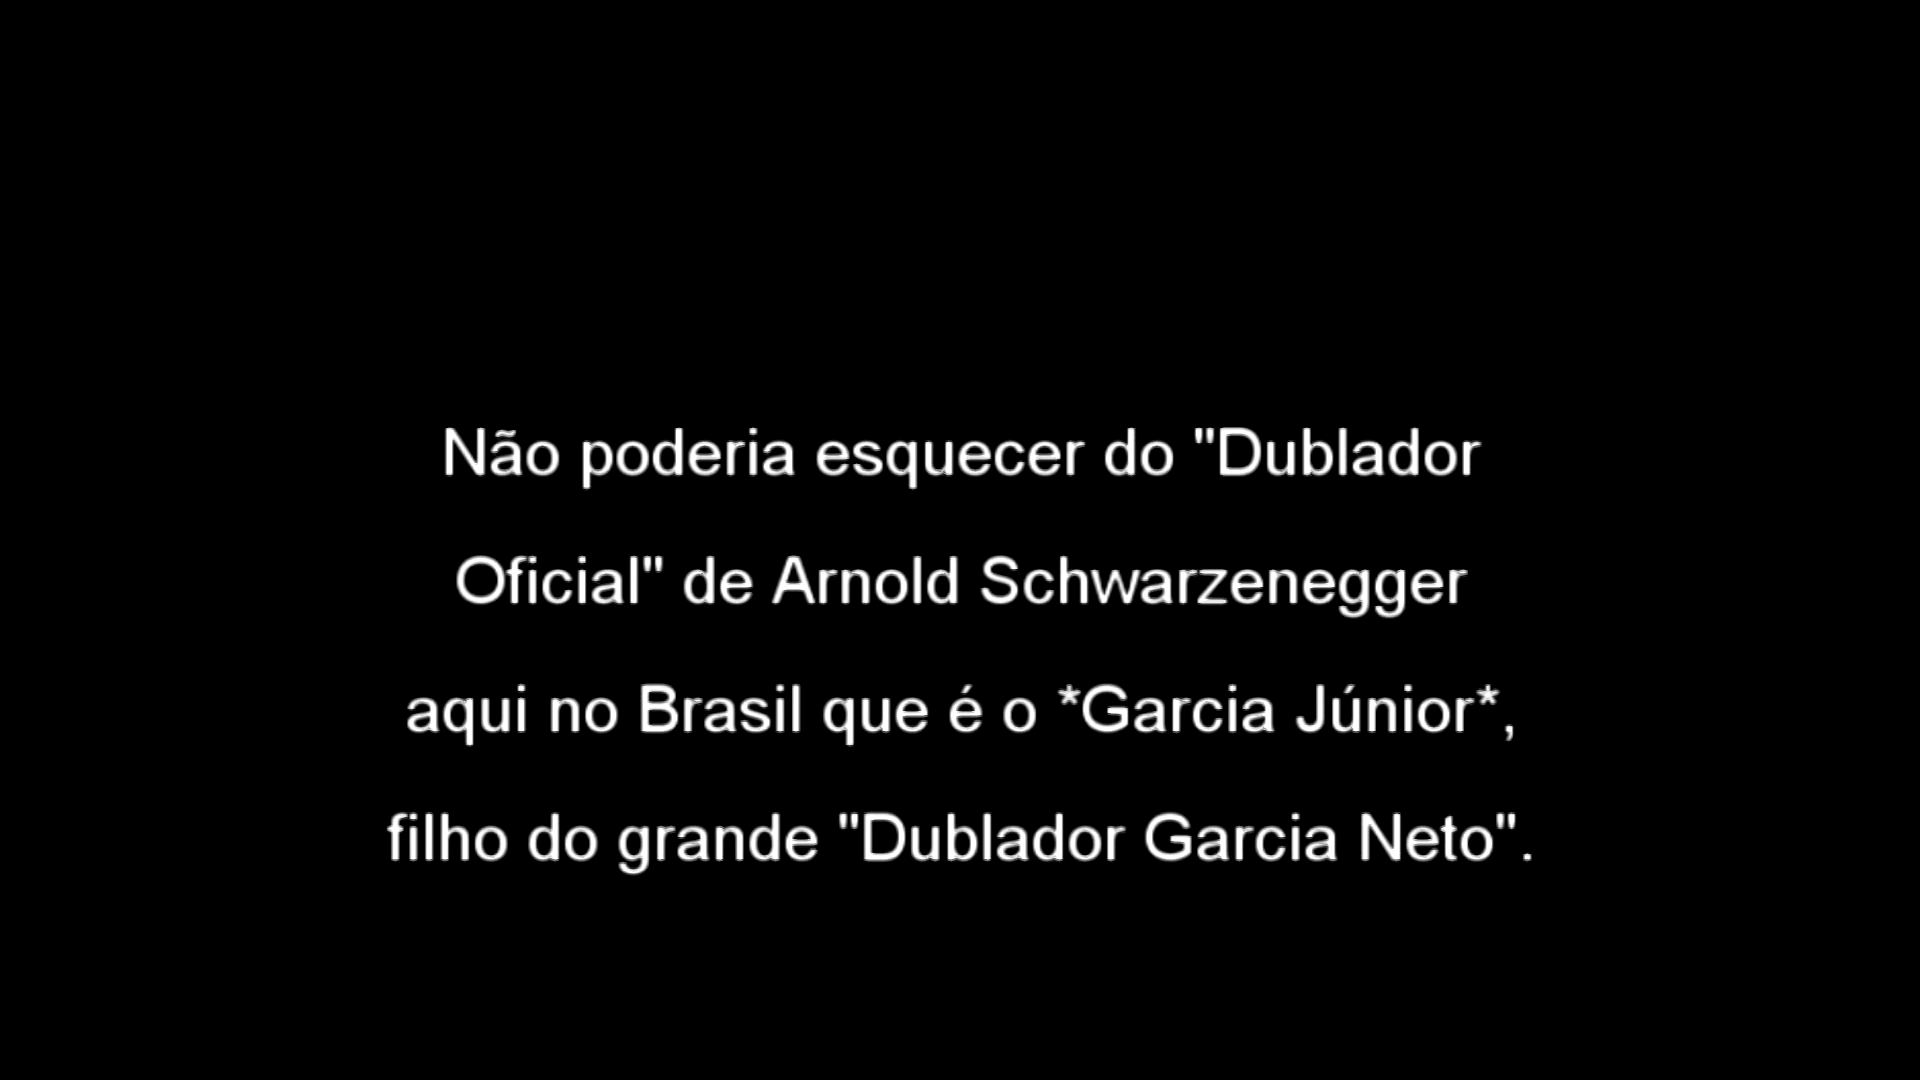 Não poderia esquecer do "Dublador
Oficial" de Arnold Schwarzenegger
aqui no Brasil que é o *Garcia Júnior*,
filho do grande "Dublador Garcia Neto".